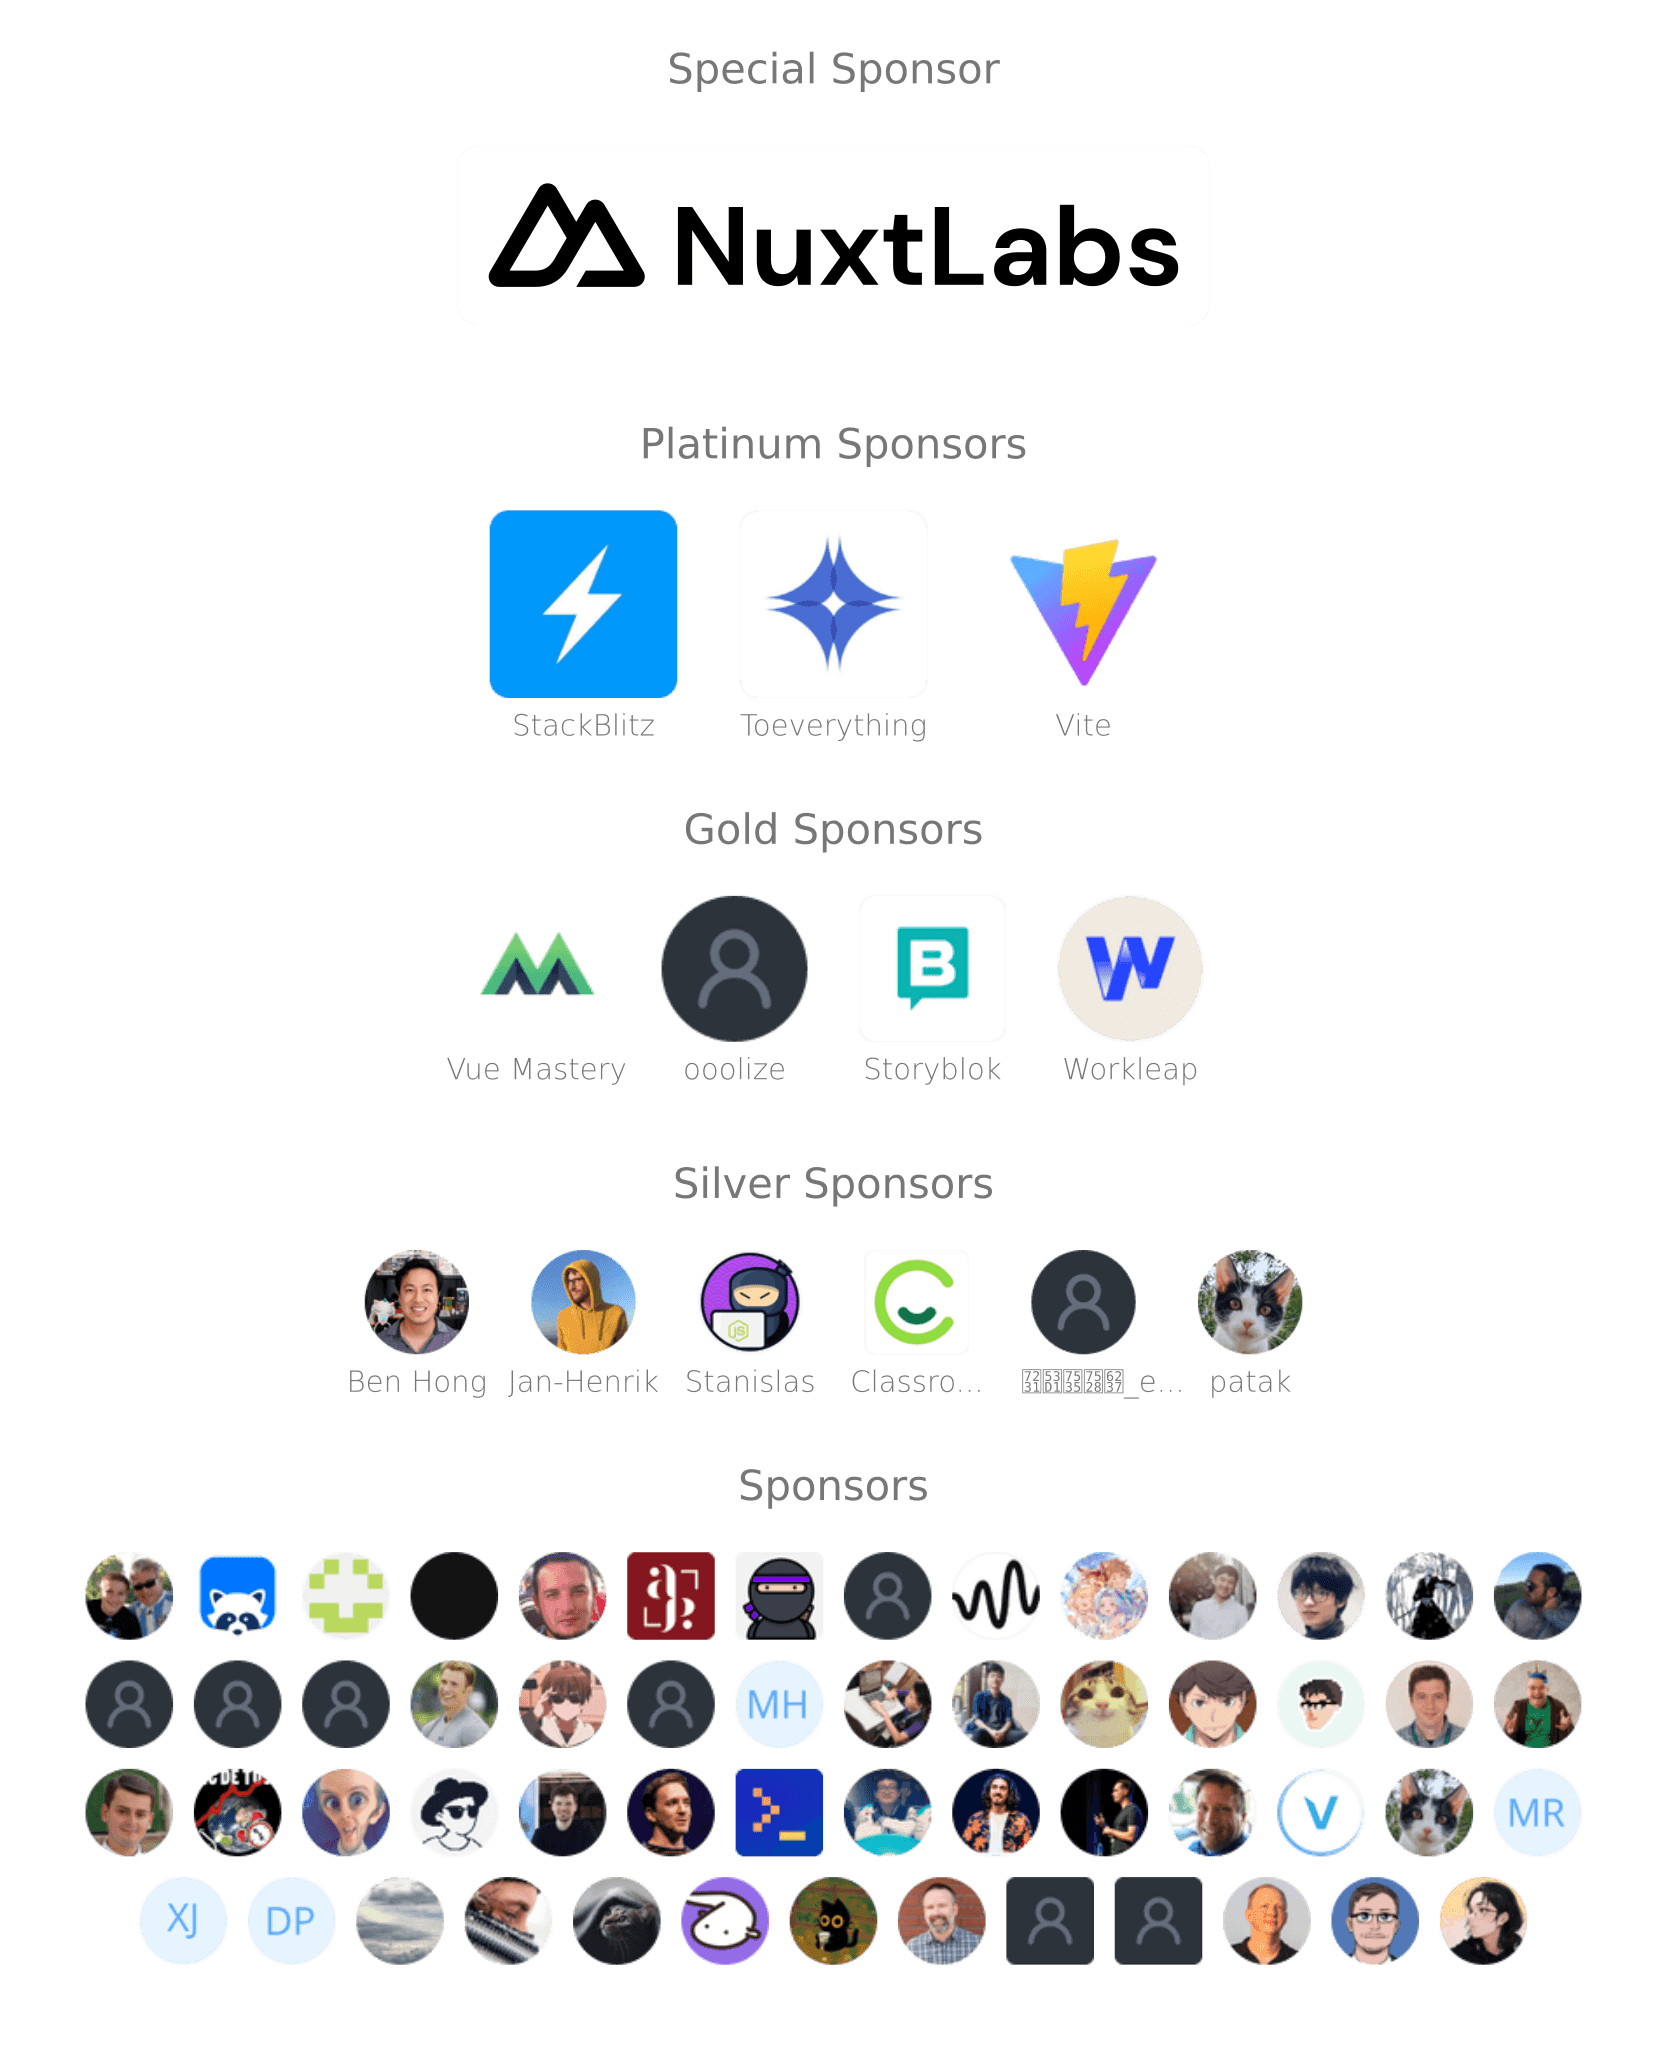 Special Sponsor
NuxtLabs
Platinum Sponsors
StackBlitz Toeverything Vite
Gold Sponsors
B
W
Vue Mastery ooolize Storyblok Workleap
Silver Sponsors
JS
Ben Hong Jan-Henrik Stanislas Classro... _e... patak
Sponsors
MH
V
MR
XJ DP